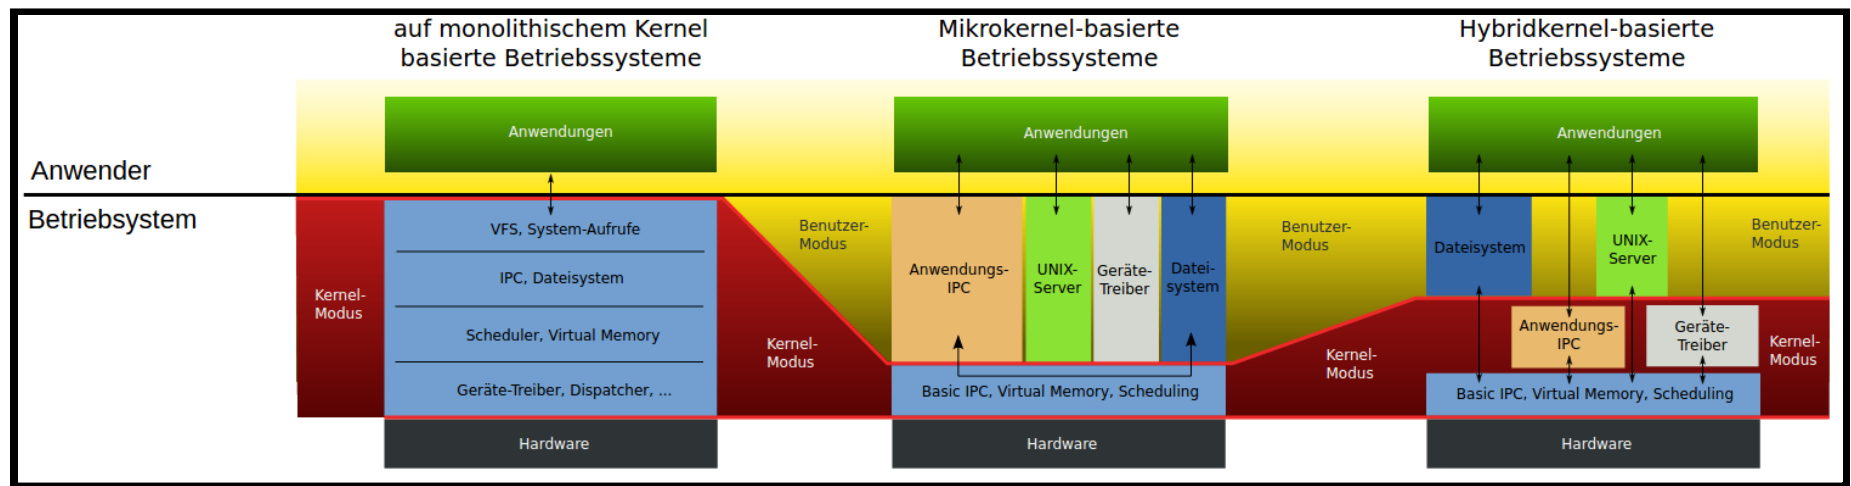 auf monolithischem Kernel
basierte Betriebssysteme
Mikrokernel-basierte
Betriebssysteme
Hybridkernel-basierte
Betriebssysteme
Anwender
Betriebsystem
Anwendungen
VFS, System-Aufrufe
IPC, Dateisystem
Scheduler, Virtual Memory
Geräte-Treiber, Dispatcher, ...
Hardware
Kernel-
Modus
Kernel-
Modus
Benutzer-
Modus
Anwendungen
Anwendungs-
IPC
UNIX-
Server
Geräte-
Treiber
Datei-
system
Basic IPC, Virtual Memory, Scheduling
Hardware
Benutzer-
Modus
Kernel-
Modus
Anwendungen
Dateisystem
UNIX-
Server
Benutzer-
Modus
Anwendungs-
IPC
Geräte-
Treiber
Kernel-
Modus
Basic IPC, Virtual Memory, Scheduling
Hardware